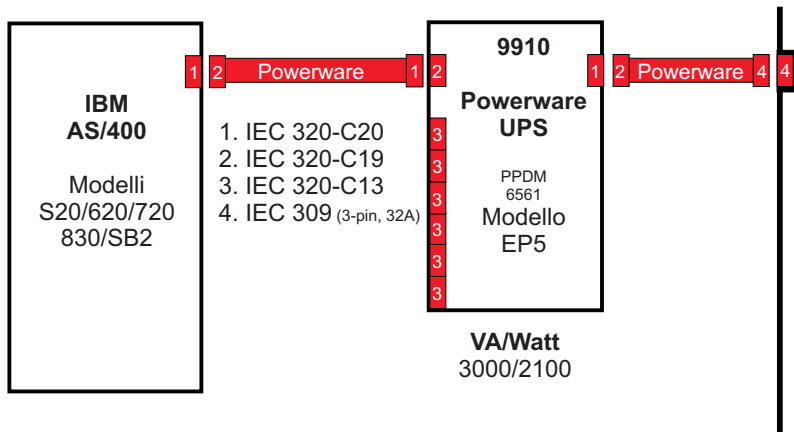 1 2 Powerware 1 2
IBM
AS/400
Modelli
S20/620/720
830/SB2
1. IEC 320-C20
2. IEC 320-C19
3. IEC 320-C13
4. IEC 309 (3-pin, 32A)
9910
Powerware
UPS
PPDM
6561
Modello
EP5
3
3
3
3
3
3
VA/Watt
3000/2100
1 2 Powerware 4 4